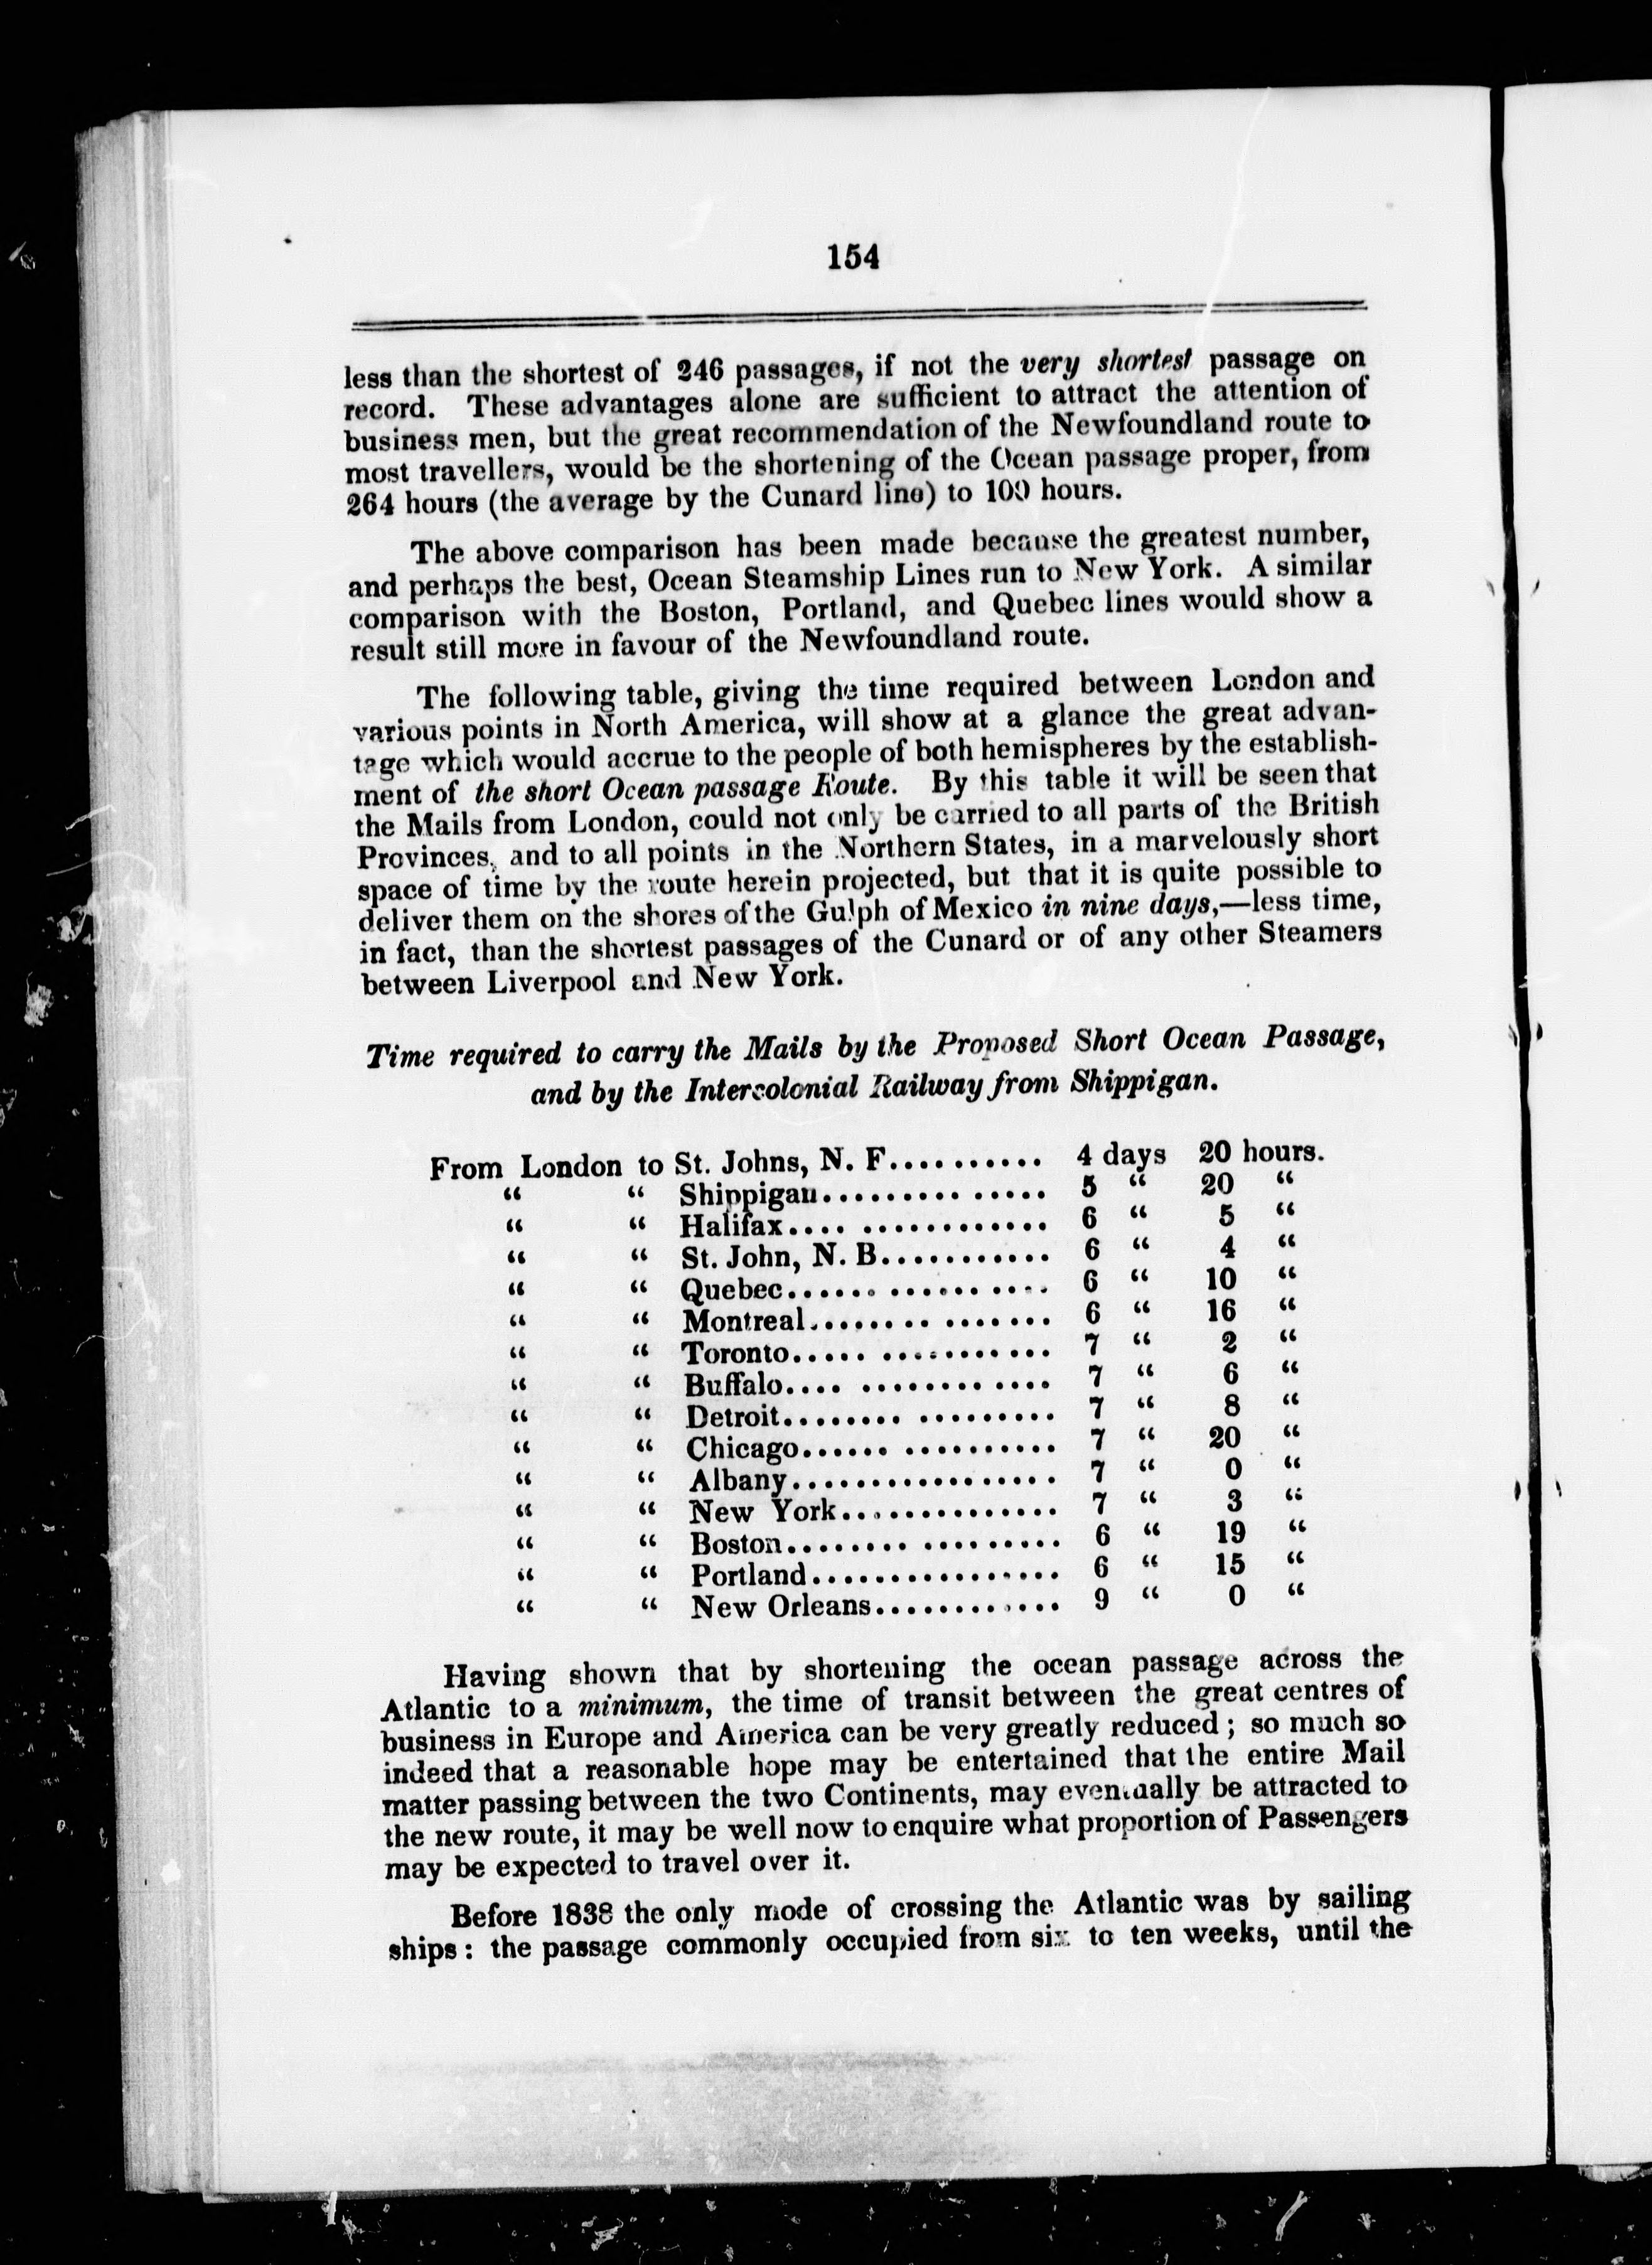 154
less than the shortest of 246 passages, if not the very shortest passage on
record. These advantages alone are sufficient to attract the attention of
business men, but the great recommendation of the Newfoundland route to
most travellers, would be the shortening of the Ocean passage proper, from
264 hours (the average by the Cunard line) to 100 hours.
The above comparison has been made because the greatest number,
and perhaps the best, Ocean Steamship Lines run to New York. A similar
comparison with the Boston, Portland, and Quebec lines would show a
result still more in favour of the Newfoundland route.
The following table, giving the time required between London and
various points in North America, will show at a glance the great advan-
tage which would accrue to the people of both hemispheres by the establish-
ment of the short Ocean passage Route. By this table it will be seen that
the Mails from London, could not only be carried to all parts of the British
Provinces, and to all points in the Northern States, in a marvelously short
space of time by the route herein projected, but that it is quite possible to
deliver them on the shores of the Gulph of Mexico in nine days,—less time,
in fact, than the shortest passages of the Cunard or of any other Steamers
between Liverpool and New York.
Time required to carry the Mails by the Proposed Short Ocean Passage,
and by the Intercolonial Railway from Shippigan.
From London to St. Johns, N. F.......... 4 days 20 hours.
“ “ Shippigan.............. 5 “ 20 “
“ “ Halifax................ 6 “ 5 “
“ “ St. John, N. B........... 6 “ 4 “
“ “ Quebec................ 6 “ 10 “
“ “ Montreal............... 6 “ 16 “
“ “ Toronto................ 7 “ 2 “
“ “ Buffalo................ 7 “ 6 “
“ “ Detroit................. 7 “ 8 “
“ “ Chicago................ 7 “ 20 “
“ “ Albany................. 7 “ 0 “
“ “ New York.............. 7 “ 3 “
“ “ Boston................. 6 “ 19 “
“ “ Portland................ 6 “ 15 “
“ “ New Orleans............ 9 “ 0 “
Having shown that by shortening the ocean passage across the
Atlantic to a minimum, the time of transit between the great centres of
business in Europe and America can be very greatly reduced; so much so
indeed that a reasonable hope may be entertained that the entire Mail
matter passing between the two Continents, may eventually be attracted to
the new route, it may be well now to enquire what proportion of Passengers
may be expected to travel over it.
Before 1838 the only mode of crossing the Atlantic was by sailing
ships: the passage commonly occupied from six to ten weeks, until the